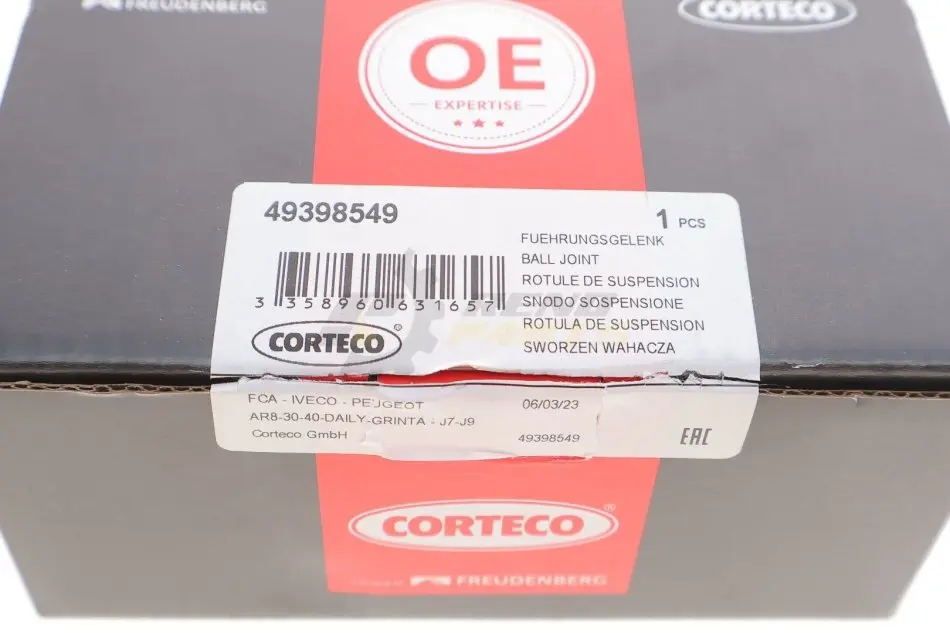 FREUDENBERG
CORTECO
OE
EXPERTISE
49398549
1 PCS
FUEHRUNGSGELENK
BALL JOINT
ROTULE DE SUSPENSION
SNODO SOSPENSIONE
ROTULA DE SUSPENSION
SWORZEN WAHACZA
3 358960 631657
CORTECO®
FCA - IVECO - PEUGEOT
06/03/23
AR8-30-40-DAILY-GRINTA - J7-J9
Corteco GmbH
49398549
EAC
CORTECO®
FREUDENBERG